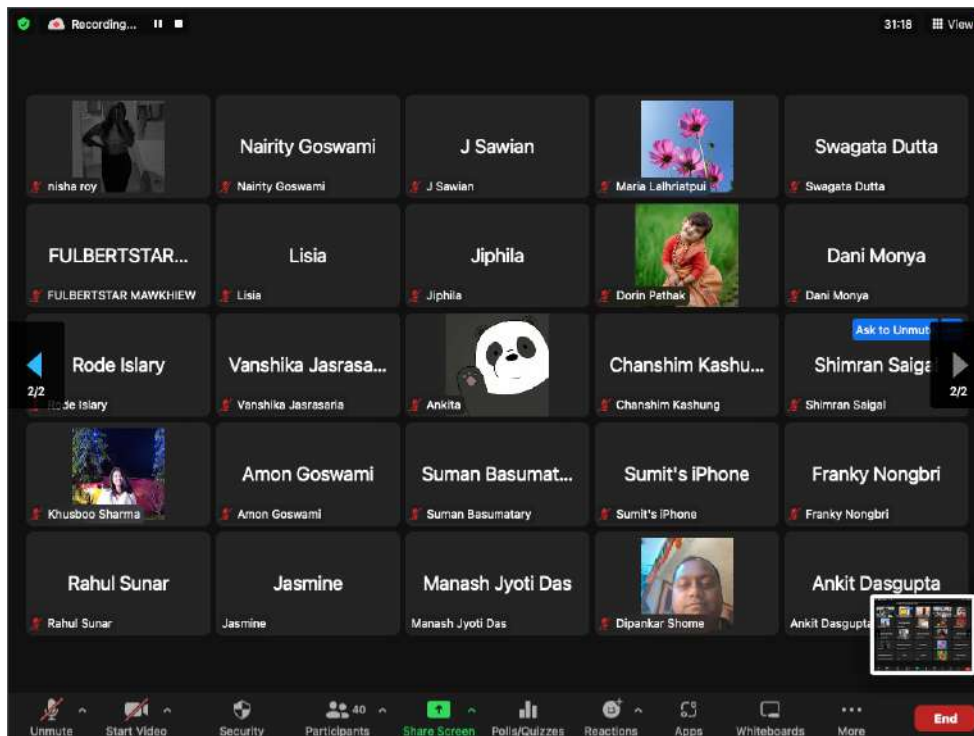 Recording...
31:18 View
nisha roy
Nairity Goswami
Nairity Goswami
J Sawian
J Sawian
Maria Lalhriatpui
Swagata Dutta
Swagata Dutta
FULBERTSTAR...
FULBERTSTAR MAWKHIEW
Lisia
Lisia
Jiphila
Jiphila
Dorin Pathak
Dani Monya
Dani Monya
2/2
Rode Islary
Rode Islary
Vanshika Jasrasa...
Vanshika Jasrasaria
Ankita
Chanshim Kashu...
Chanshim Kashung
Ask to Unmute
Shimran Saigal
Shimran Saigal
2/2
Khusboo Sharma
Amon Goswami
Amon Goswami
Suman Basumat...
Suman Basumatary
Sumit's iPhone
Sumit's iPhone
Franky Nongbri
Franky Nongbri
Rahul Sunar
Rahul Sunar
Jasmine
Jasmine
Manash Jyoti Das
Manash Jyoti Das
Dipankar Shome
Ankit Dasgupta
Ankit Dasgupta
Unmute
Start Video
Security
40
Participants
Share Screen
Polls/Quizzes
Reactions
Apps
Whiteboards
More
End